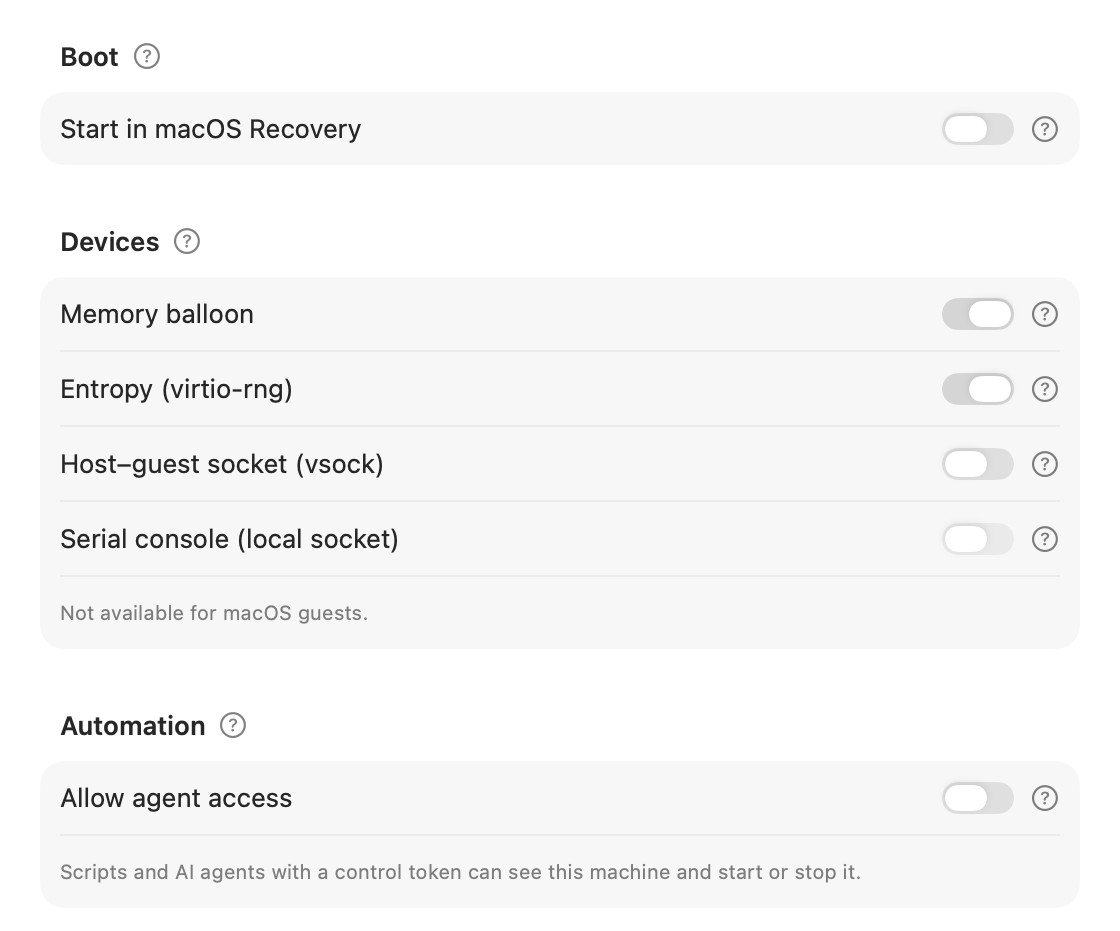 Boot ?
Start in macOS Recovery ?
Devices ?
Memory balloon ?
Entropy (virtio-rng) ?
Host–guest socket (vsock) ?
Serial console (local socket) ?
Not available for macOS guests.
Automation ?
Allow agent access ?
Scripts and AI agents with a control token can see this machine and start or stop it.